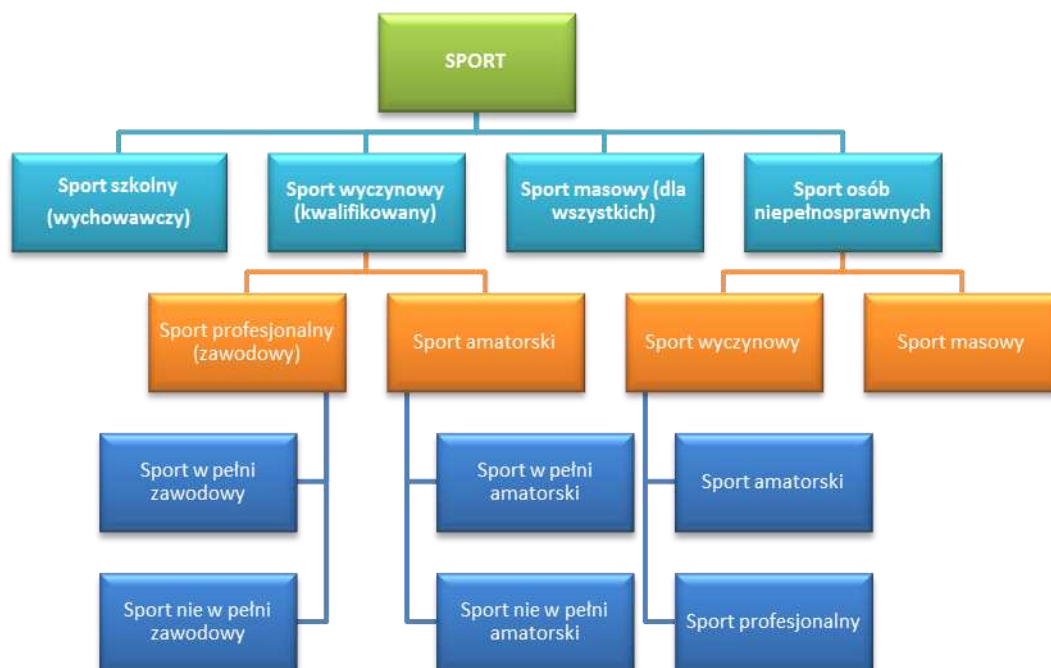 SPORT
Sport szkolny
(wychowawczy)
Sport wyczynowy
(kwalifikowany)
Sport masowy (dla
wszystkich)
Sport osób
niepełnosprawnych
Sport profesjonalny
(zawodowy)
Sport amatorski
Sport wyczynowy
Sport masowy
Sport w pełni
zawodowy
Sport w pełni
amatorski
Sport amatorski
Sport nie w pełni
zawodowy
Sport nie w pełni
amatorski
Sport profesjonalny